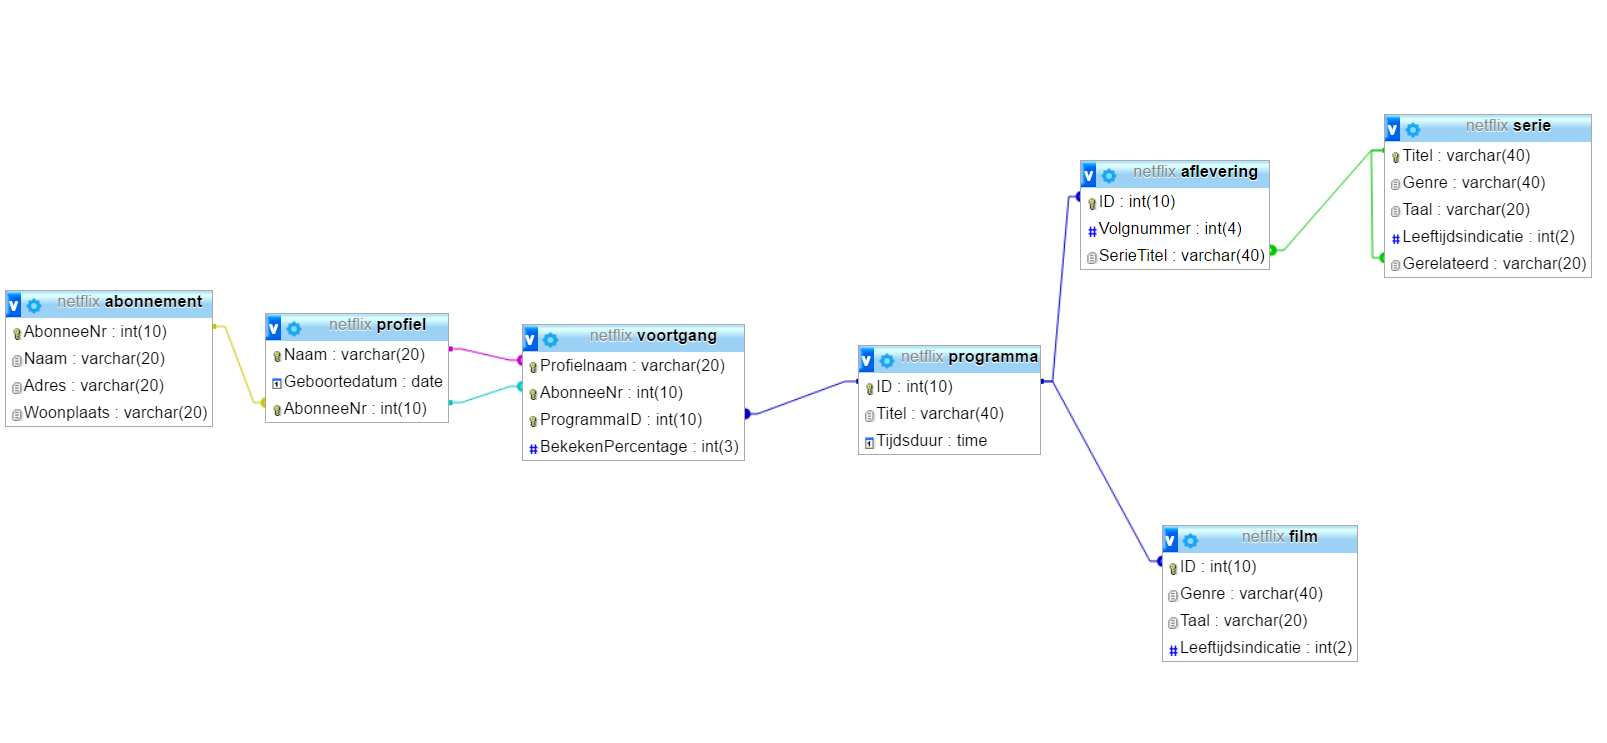 netflix abonnement
AbonneeNr : int(10)
Naam : varchar(20)
Adres : varchar(20)
Woonplaats : varchar(20)
netflix profiel
Naam : varchar(20)
Geboortedatum : date
AbonneeNr : int(10)
netflix voortgang
Profielnaam : varchar(20)
AbonneeNr : int(10)
ProgrammaID : int(10)
BekekenPercentage : int(3)
netflix programma
ID : int(10)
Titel : varchar(40)
Tijdsduur : time
netflix aflevering
ID : int(10)
Volgnummer : int(4)
SerieTitel : varchar(40)
netflix serie
Titel : varchar(40)
Genre : varchar(40)
Taal : varchar(20)
Leeftijdsindicatie : int(2)
Gerelateerd : varchar(20)
netflix film
ID : int(10)
Genre : varchar(40)
Taal : varchar(20)
Leeftijdsindicatie : int(2)